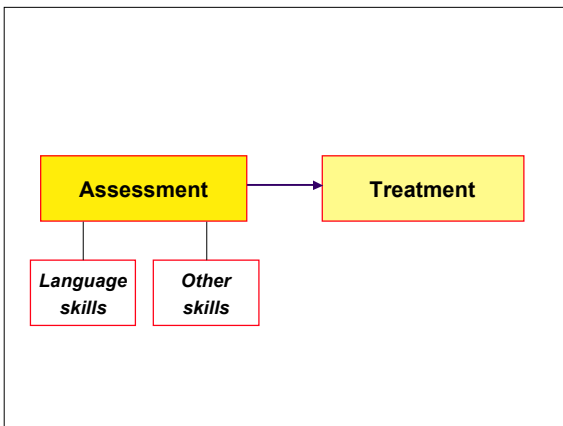 Assessment
Treatment
Language
skills
Other
skills